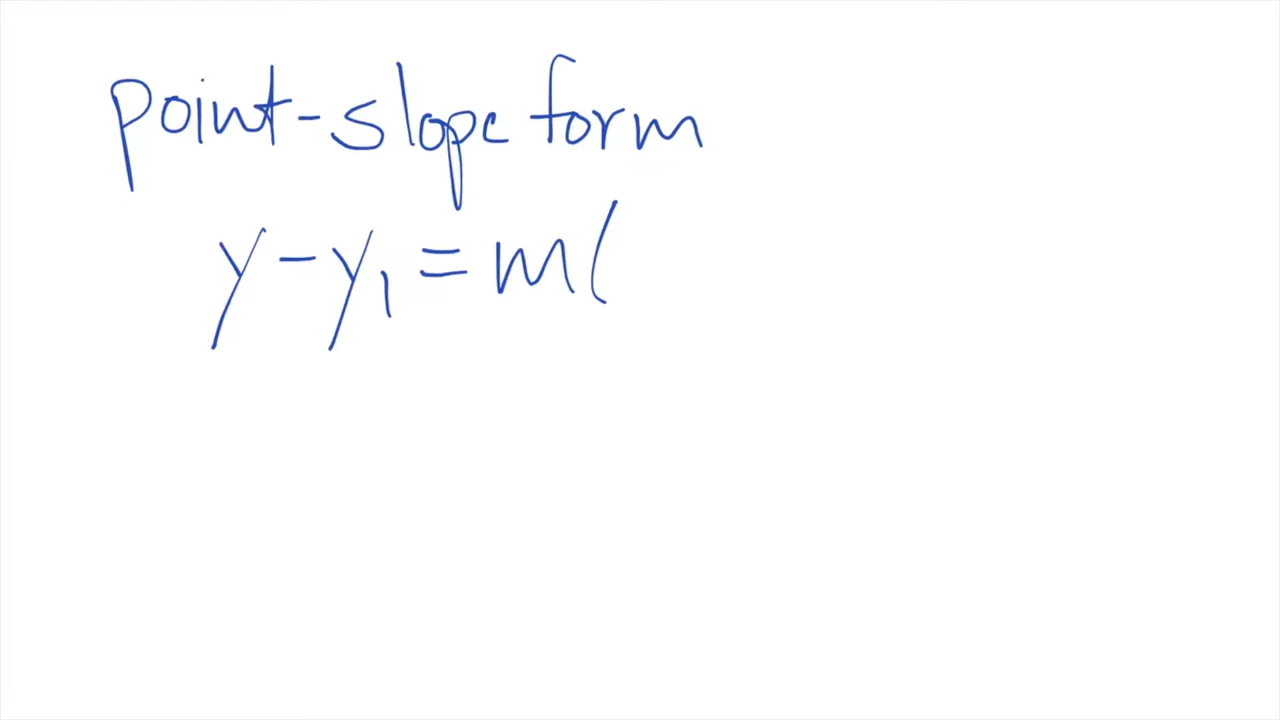 point-slope form
y - y₁ = m(